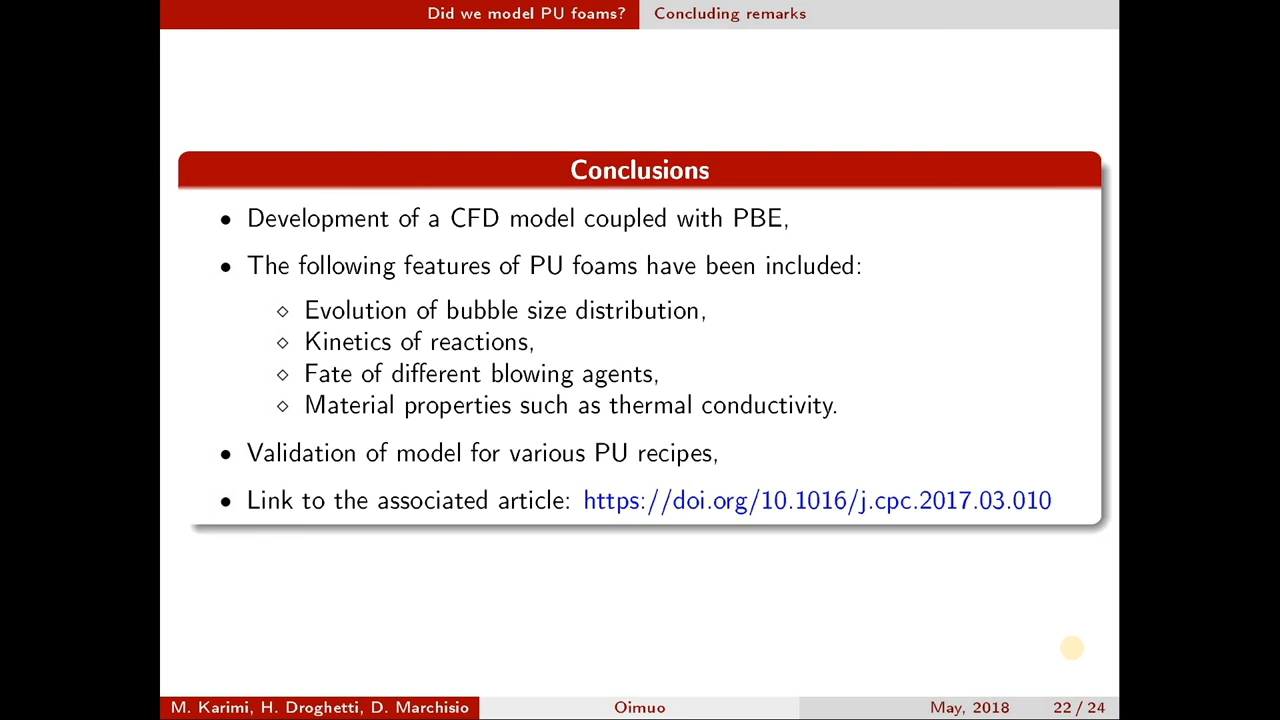 Did we model PU foams? Concluding remarks
Conclusions
• Development of a CFD model coupled with PBE,
• The following features of PU foams have been included:
⋄ Evolution of bubble size distribution,
⋄ Kinetics of reactions,
⋄ Fate of different blowing agents,
⋄ Material properties such as thermal conductivity.
• Validation of model for various PU recipes,
• Link to the associated article: https://doi.org/10.1016/j.cpc.2017.03.010
M. Karimi, H. Droghetti, D. Marchisio Oimuo May, 2018 22 / 24